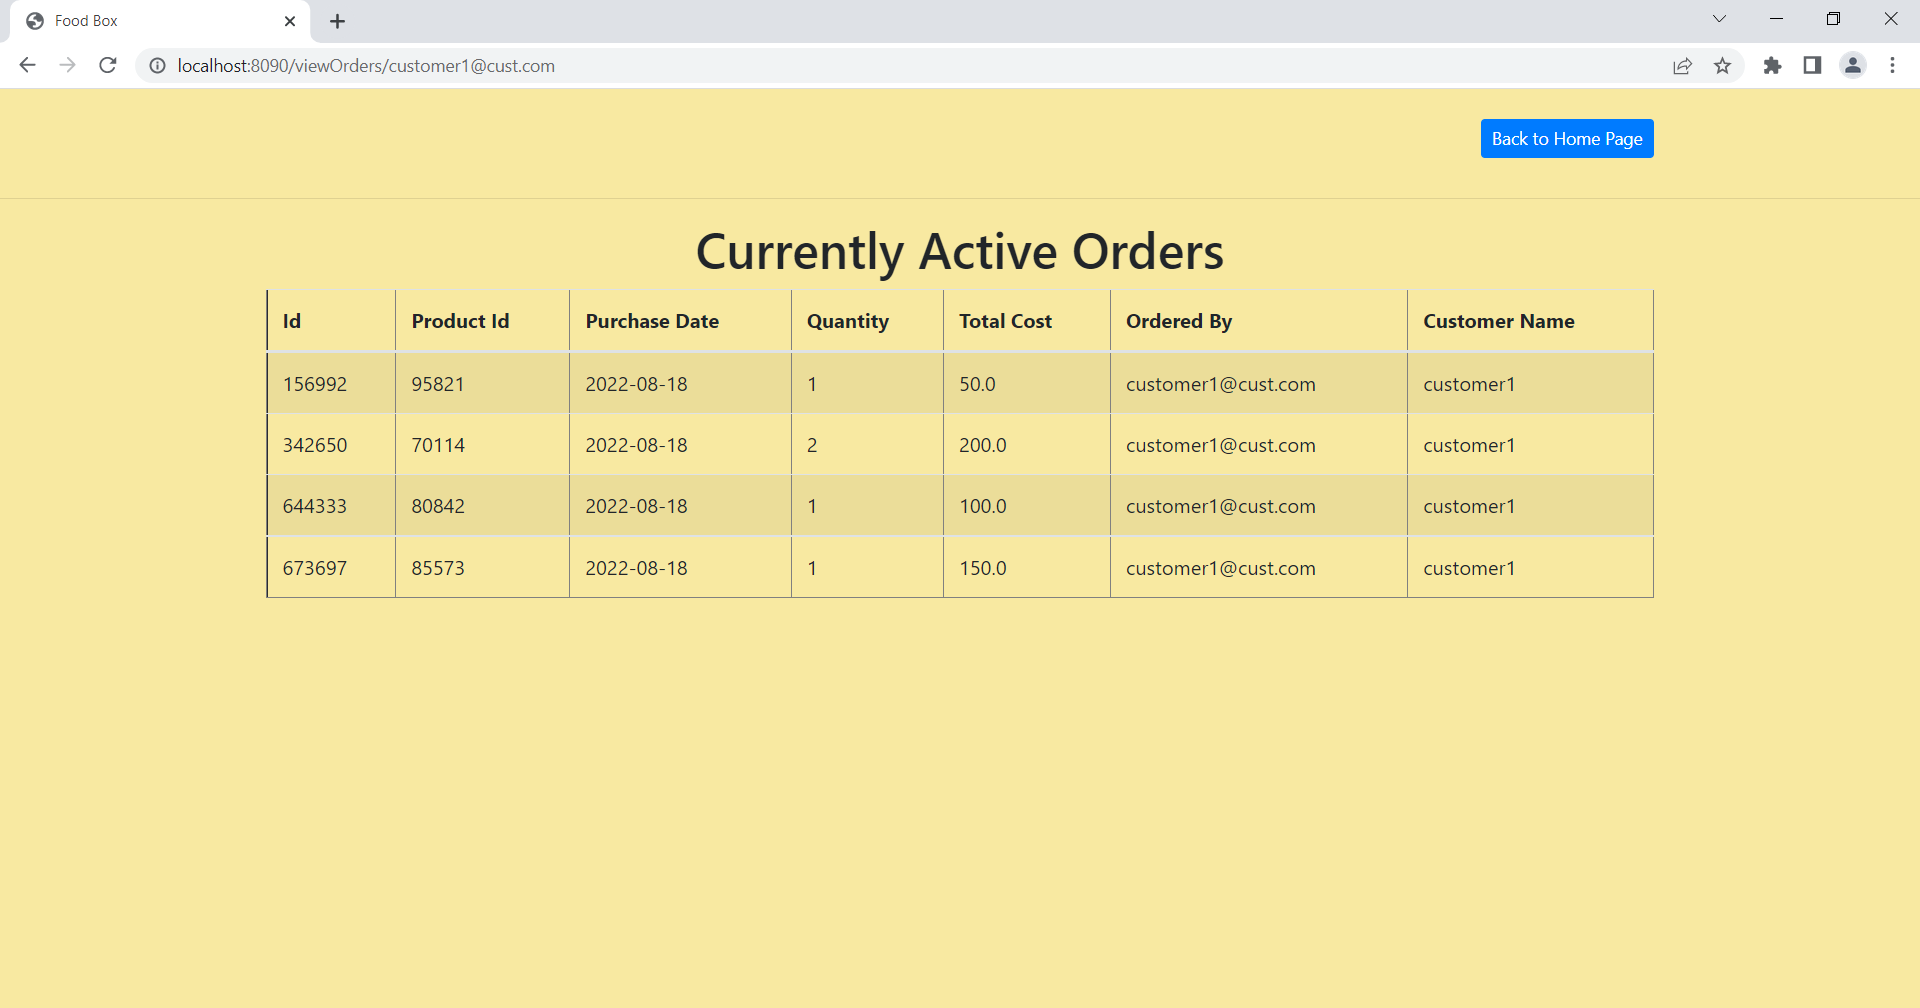 Food Box
localhost:8090/viewOrders/customer1@cust.com
Back to Home Page
Currently Active Orders
Id Product Id Purchase Date Quantity Total Cost Ordered By Customer Name
156992 95821 2022-08-18 1 50.0 customer1@cust.com customer1
342650 70114 2022-08-18 2 200.0 customer1@cust.com customer1
644333 80842 2022-08-18 1 100.0 customer1@cust.com customer1
673697 85573 2022-08-18 1 150.0 customer1@cust.com customer1